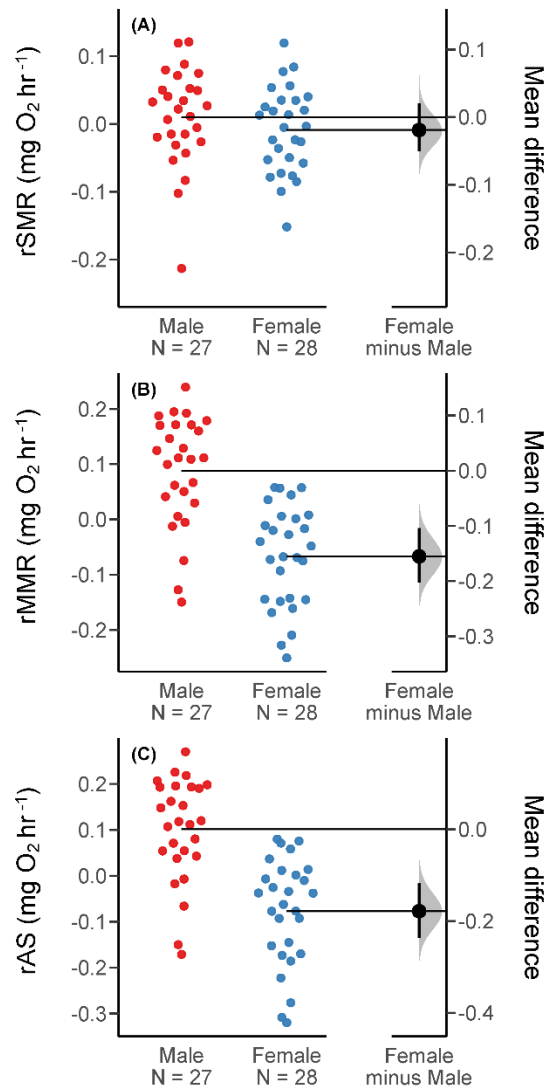 (A)
rSMR (mg O₂ hr⁻¹)
0.1
0.0
-0.1
-0.2
0.1
0.0
-0.1
-0.2
Mean difference
Male
N = 27
Female
N = 28
Female
minus Male
(B)
rMMR (mg O₂ hr⁻¹)
0.2
0.1
0.0
-0.1
-0.2
0.1
0.0
-0.1
-0.2
-0.3
Mean difference
Male
N = 27
Female
N = 28
Female
minus Male
(C)
rAS (mg O₂ hr⁻¹)
0.2
0.1
0.0
-0.1
-0.2
-0.3
0.0
-0.2
-0.4
Mean difference
Male
N = 27
Female
N = 28
Female
minus Male